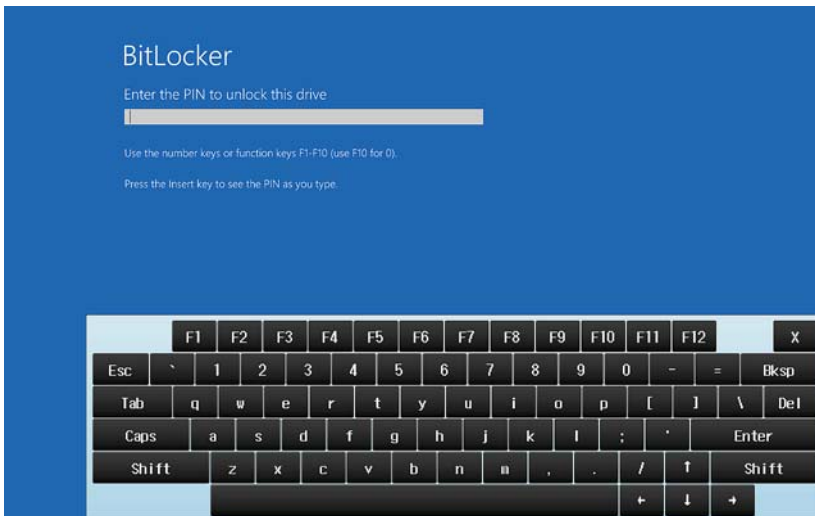 BitLocker
Enter the PIN to unlock this drive
Use the number keys or function keys F1-F10 (use F10 for 0).
Press the Insert key to see the PIN as you type.
F1 F2 F3 F4 F5 F6 F7 F8 F9 F10 F11 F12 X
Esc ` 1 2 3 4 5 6 7 8 9 0 - = Bksp
Tab q w e r t y u i o p [ ] \ Del
Caps a s d f g h j k l ; ' Enter
Shift z x c v b n m , . / ↑ Shift
← ↓ →